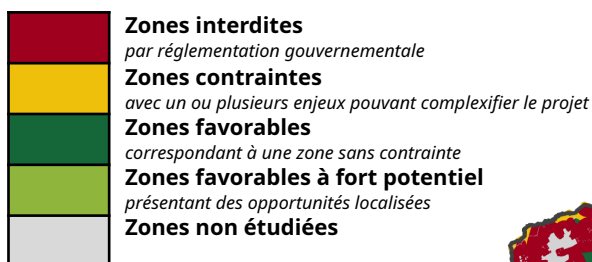 Zones interdites
par réglementation gouvernementale
Zones contraintes
avec un ou plusieurs enjeux pouvant complexifier le projet
Zones favorables
correspondant à une zone sans contrainte
Zones favorables à fort potentiel
présentant des opportunités localisées
Zones non étudiées